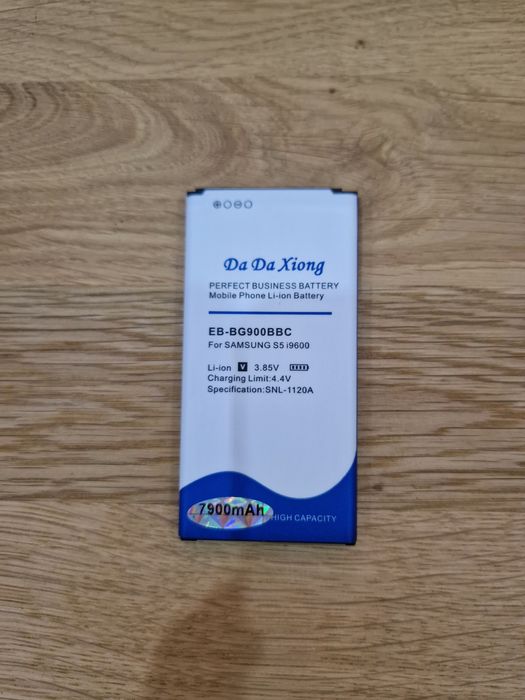 Da Da Xiong
PERFECT BUSINESS BATTERY
Mobile Phone Li-ion Battery
EB-BG900BBC
For SAMSUNG S5 i9600
Li-ion V 3.85V
Charging Limit:4.4V
Specification:SNL-1120A
7900mAh HIGH CAPACITY